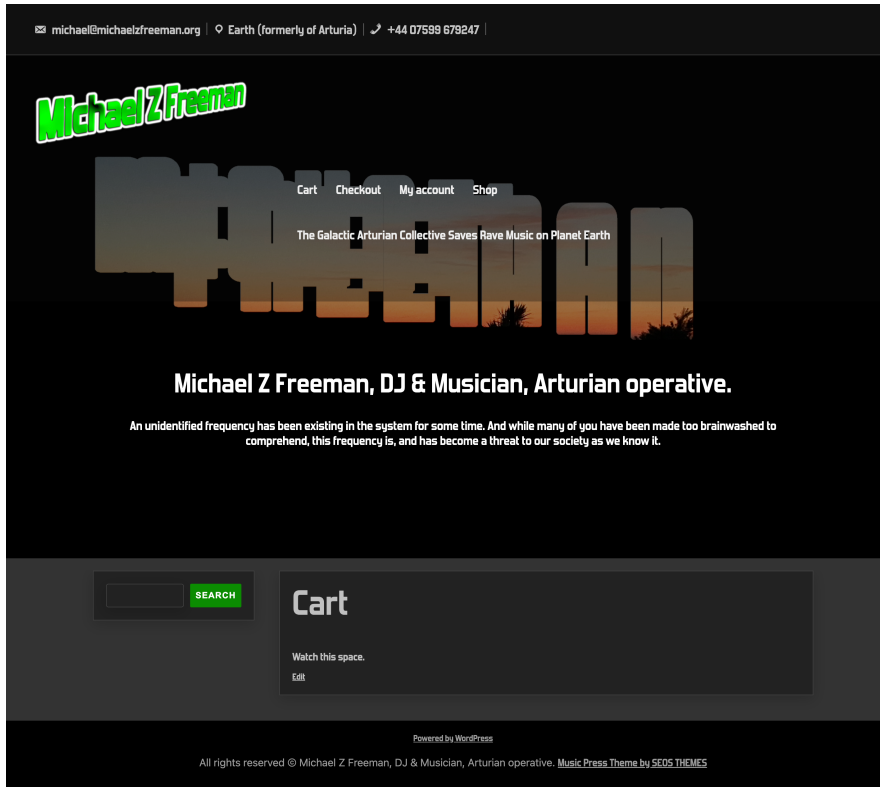 michael@michaelzfreeman.org
Earth (formerly of Arturia)
+44 07599 679247
Michael Z Freeman
Cart Checkout My account Shop
The Galactic Arturian Collective Saves Rave Music on Planet Earth
Michael Z Freeman, DJ & Musician, Arturian operative.
An unidentified frequency has been existing in the system for some time. And while many of you have been made too brainwashed to
comprehend, this frequency is, and has become a threat to our society as we know it.
SEARCH
Cart
Watch this space.
Edit
Powered by WordPress
All rights reserved © Michael Z Freeman, DJ & Musician, Arturian operative. Music Press Theme by SEOS THEMES